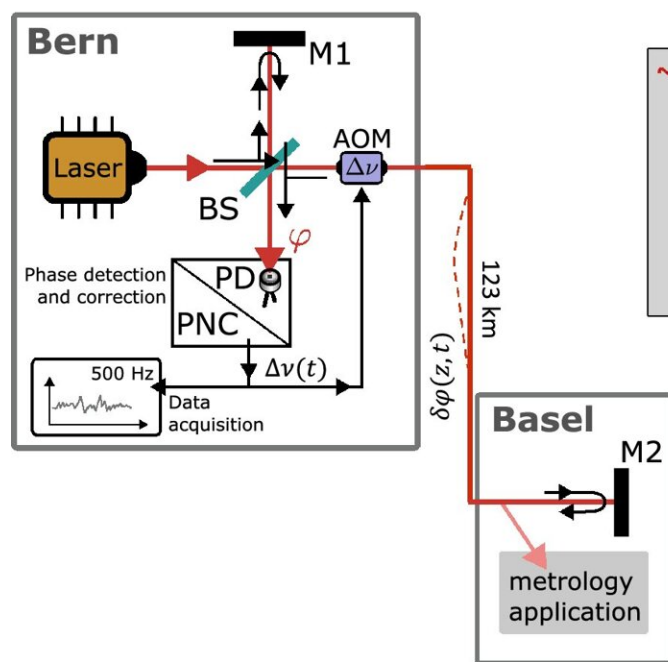 Bern
M1
Laser
AOM
Δν
BS
φ
Phase detection
and correction
PD
PNC
123 km
δφ(z,t)
Δν(t)
500 Hz
Data
acquisition
Basel
M2
metrology
application